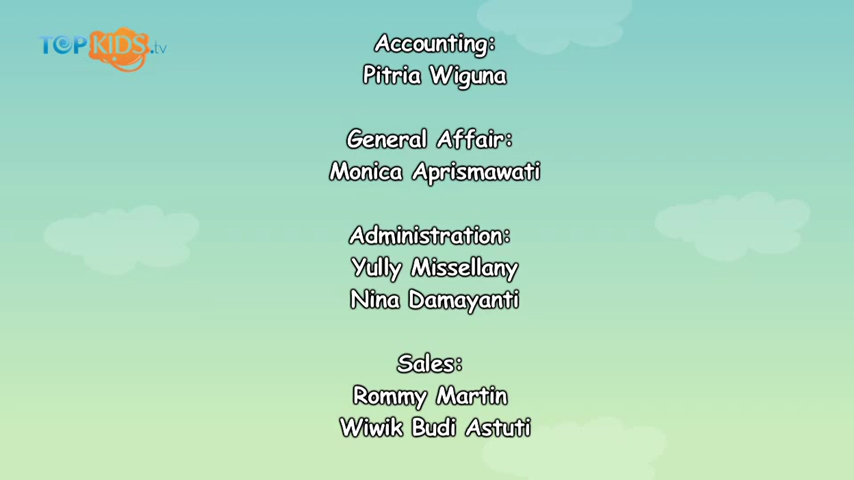 TOPKIDS.tv
Accounting:
Pitria Wiguna
General Affair:
Monica Aprismawati
Administration:
Yully Missellany
Nina Damayanti
Sales:
Rommy Martin
Wiwik Budi Astuti